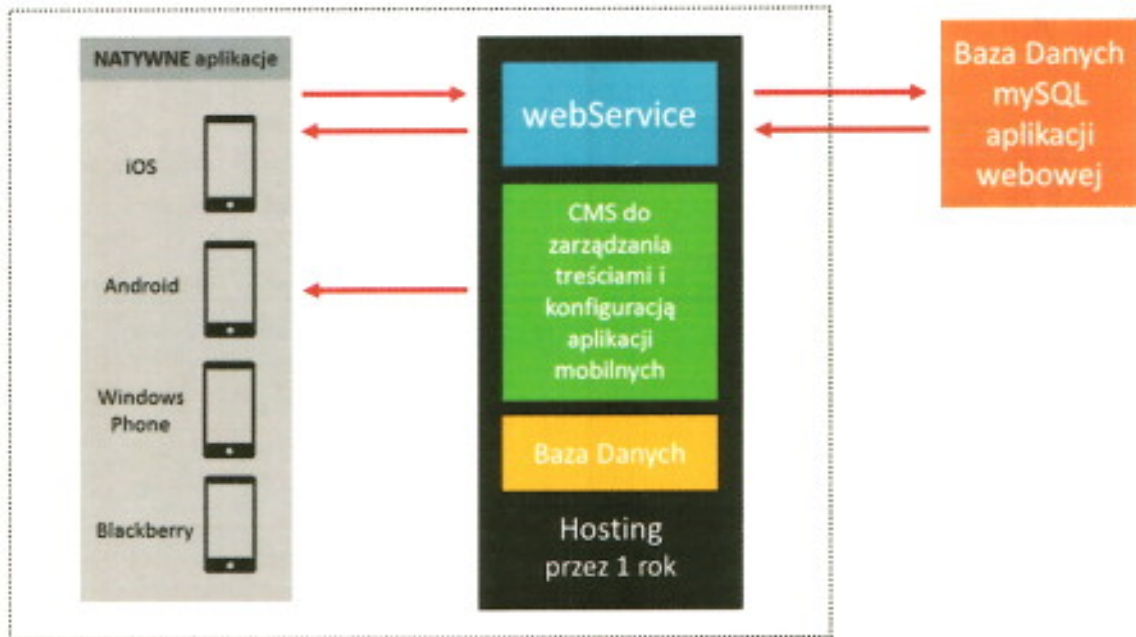 NATYWNE aplikacje
iOS
Android
Windows
Phone
Blackberry
webService
CMS do
zarządzania
treściami i
konfiguracją
aplikacji
mobilnych
Baza Danych
Hosting
przez 1 rok
Baza Danych
mySQL
aplikacji
webowej